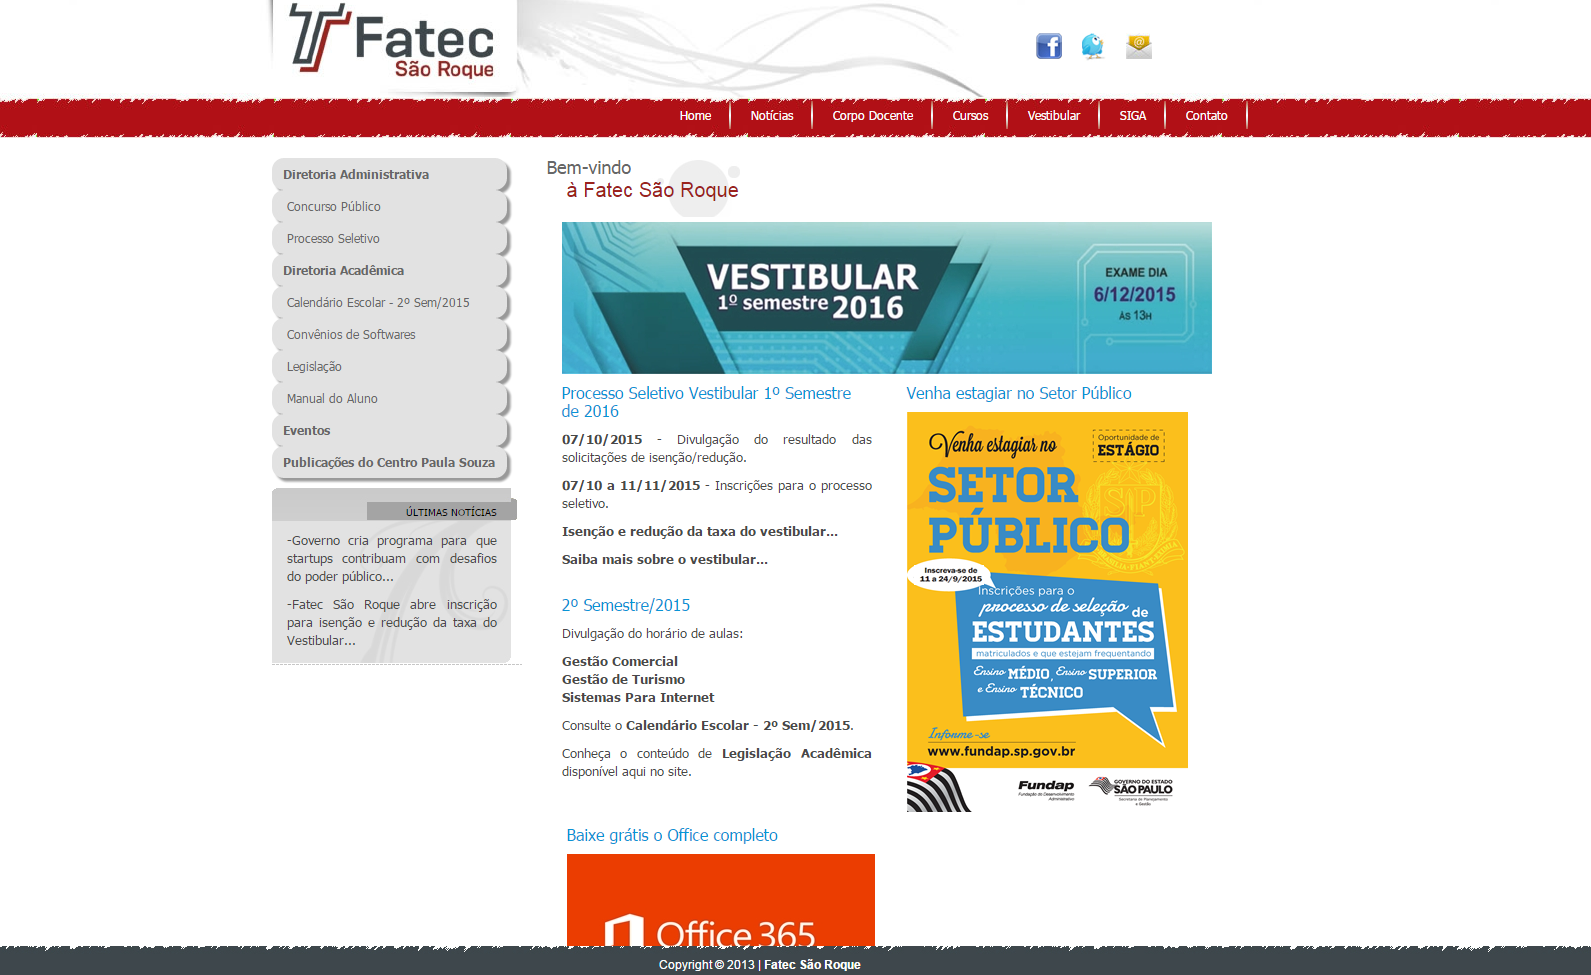 Fatec
São Roque
Home
Notícias
Corpo Docente
Cursos
Vestibular
SIGA
Contato
Diretoria Administrativa
Concurso Público
Processo Seletivo
Diretoria Acadêmica
Calendário Escolar - 2º Sem/2015
Convênios de Softwares
Legislação
Manual do Aluno
Eventos
Publicações do Centro Paula Souza
ÚLTIMAS NOTÍCIAS
-Governo cria programa para que
startups contribuam com desafios
do poder público...
-Fatec São Roque abre inscrição
para isenção e redução da taxa do
Vestibular...
Bem-vindo
à Fatec São Roque
VESTIBULAR
1º semestre 2016
EXAME DIA
6/12/2015
ÀS 13H
Processo Seletivo Vestibular 1º Semestre
de 2016
07/10/2015 - Divulgação do resultado das
solicitações de isenção/redução.
07/10 a 11/11/2015 - Inscrições para o processo
seletivo.
Isenção e redução da taxa do vestibular...
Saiba mais sobre o vestibular...
2º Semestre/2015
Divulgação do horário de aulas:
Gestão Comercial
Gestão de Turismo
Sistemas Para Internet
Consulte o Calendário Escolar - 2º Sem/2015.
Conheça o conteúdo de Legislação Acadêmica
disponível aqui no site.
Venha estagiar no Setor Público
Venha estagiar no
Oportunidade de
ESTÁGIO
SETOR
PÚBLICO
Inscreva-se de
11 a 24/9/2015
Inscrições para o
processo de seleção de
ESTUDANTES
matriculados e que estejam frequentando
Ensino MÉDIO, Ensino SUPERIOR
e Ensino TÉCNICO
Informe-se
www.fundap.sp.gov.br
Fundap
Fundação do Desenvolvimento
Administrativo
GOVERNO DO ESTADO
SÃO PAULO
Secretaria de Planejamento
e Gestão
Baixe grátis o Office completo
Office 365
Copyright © 2013 | Fatec São Roque